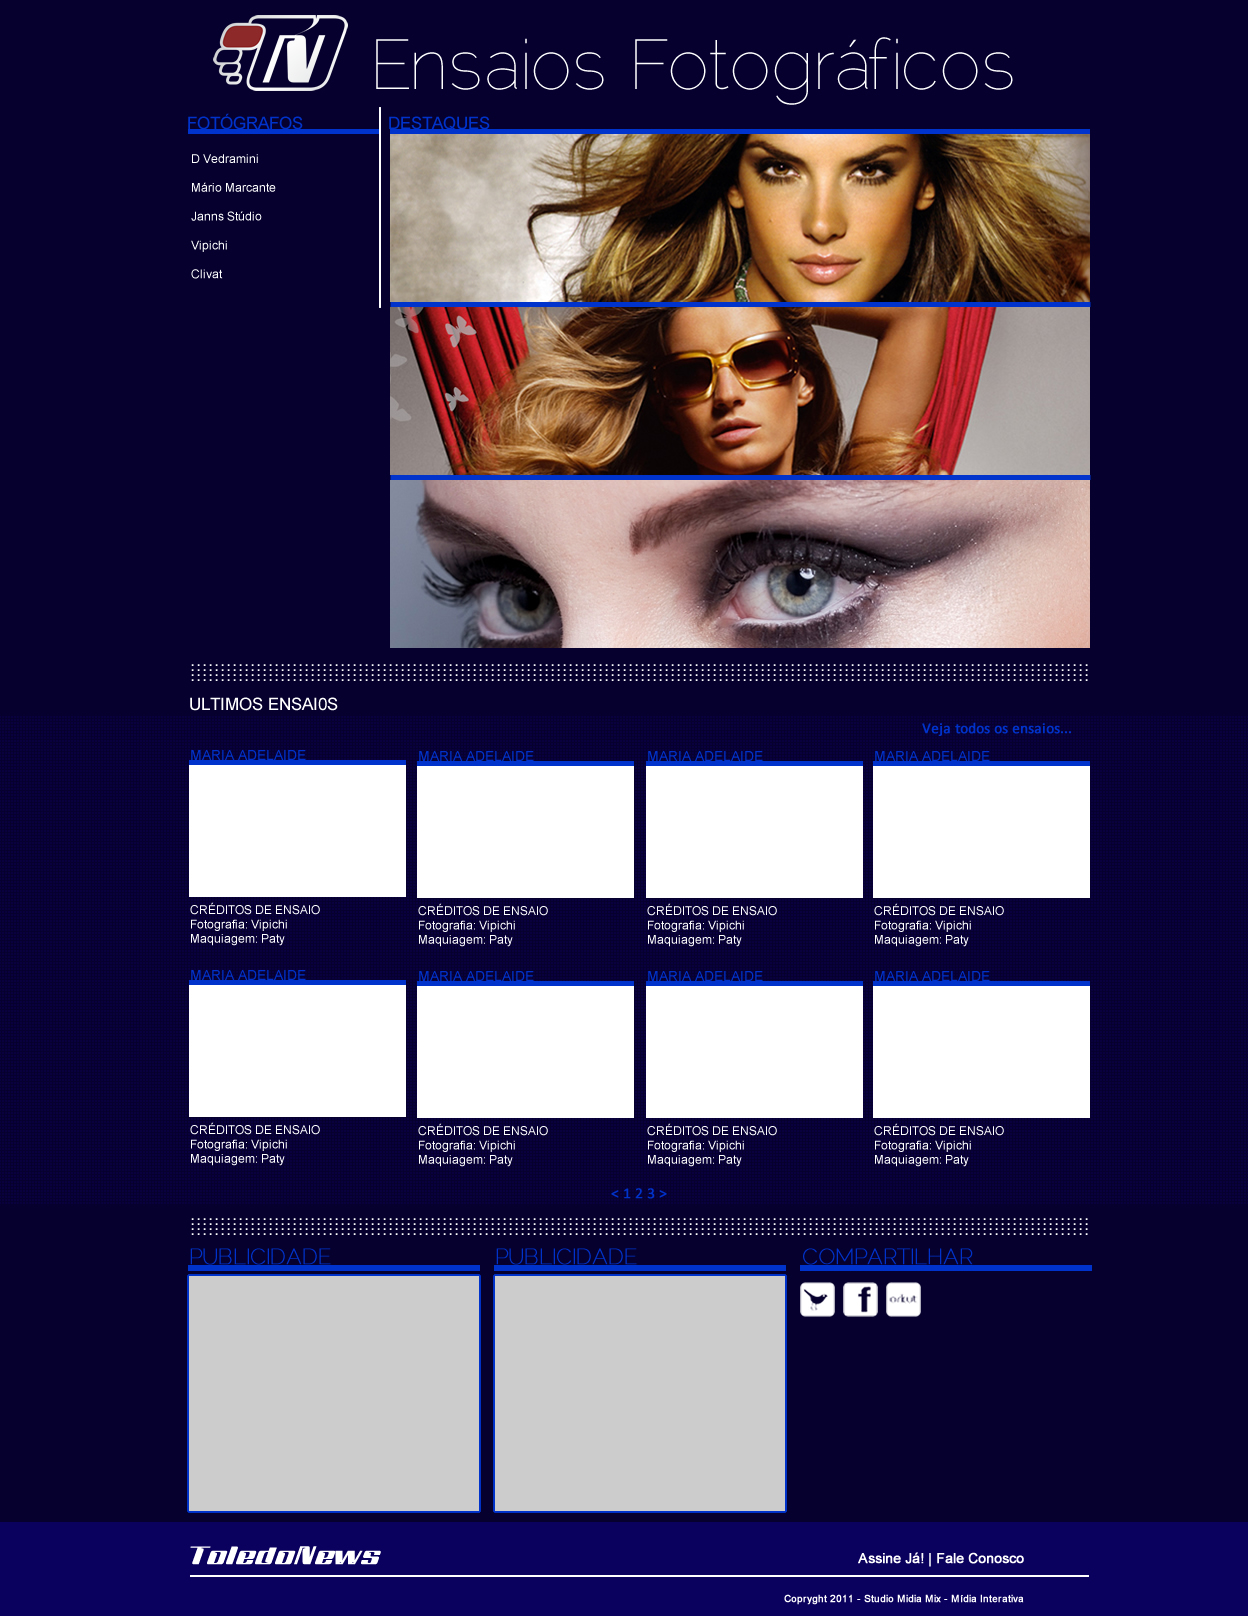 TN
Ensaios Fotográficos
FOTÓGRAFOS
D Vedramini
Mário Marcante
Janns Stúdio
Vipichi
Clivat
DESTAQUES
ULTIMOS ENSAI0S
Veja todos os ensaios...
MARIA ADELAIDE
CRÉDITOS DE ENSAIO
Fotografia: Vipichi
Maquiagem: Paty
MARIA ADELAIDE
CRÉDITOS DE ENSAIO
Fotografia: Vipichi
Maquiagem: Paty
MARIA ADELAIDE
CRÉDITOS DE ENSAIO
Fotografia: Vipichi
Maquiagem: Paty
MARIA ADELAIDE
CRÉDITOS DE ENSAIO
Fotografia: Vipichi
Maquiagem: Paty
MARIA ADELAIDE
CRÉDITOS DE ENSAIO
Fotografia: Vipichi
Maquiagem: Paty
MARIA ADELAIDE
CRÉDITOS DE ENSAIO
Fotografia: Vipichi
Maquiagem: Paty
MARIA ADELAIDE
CRÉDITOS DE ENSAIO
Fotografia: Vipichi
Maquiagem: Paty
MARIA ADELAIDE
CRÉDITOS DE ENSAIO
Fotografia: Vipichi
Maquiagem: Paty
< 1 2 3 >
PUBLICIDADE
PUBLICIDADE
COMPARTILHAR
f
orkut
ToledoNews
Assine Já! | Fale Conosco
Copryght 2011 - Studio Midia Mix - Mídia Interativa